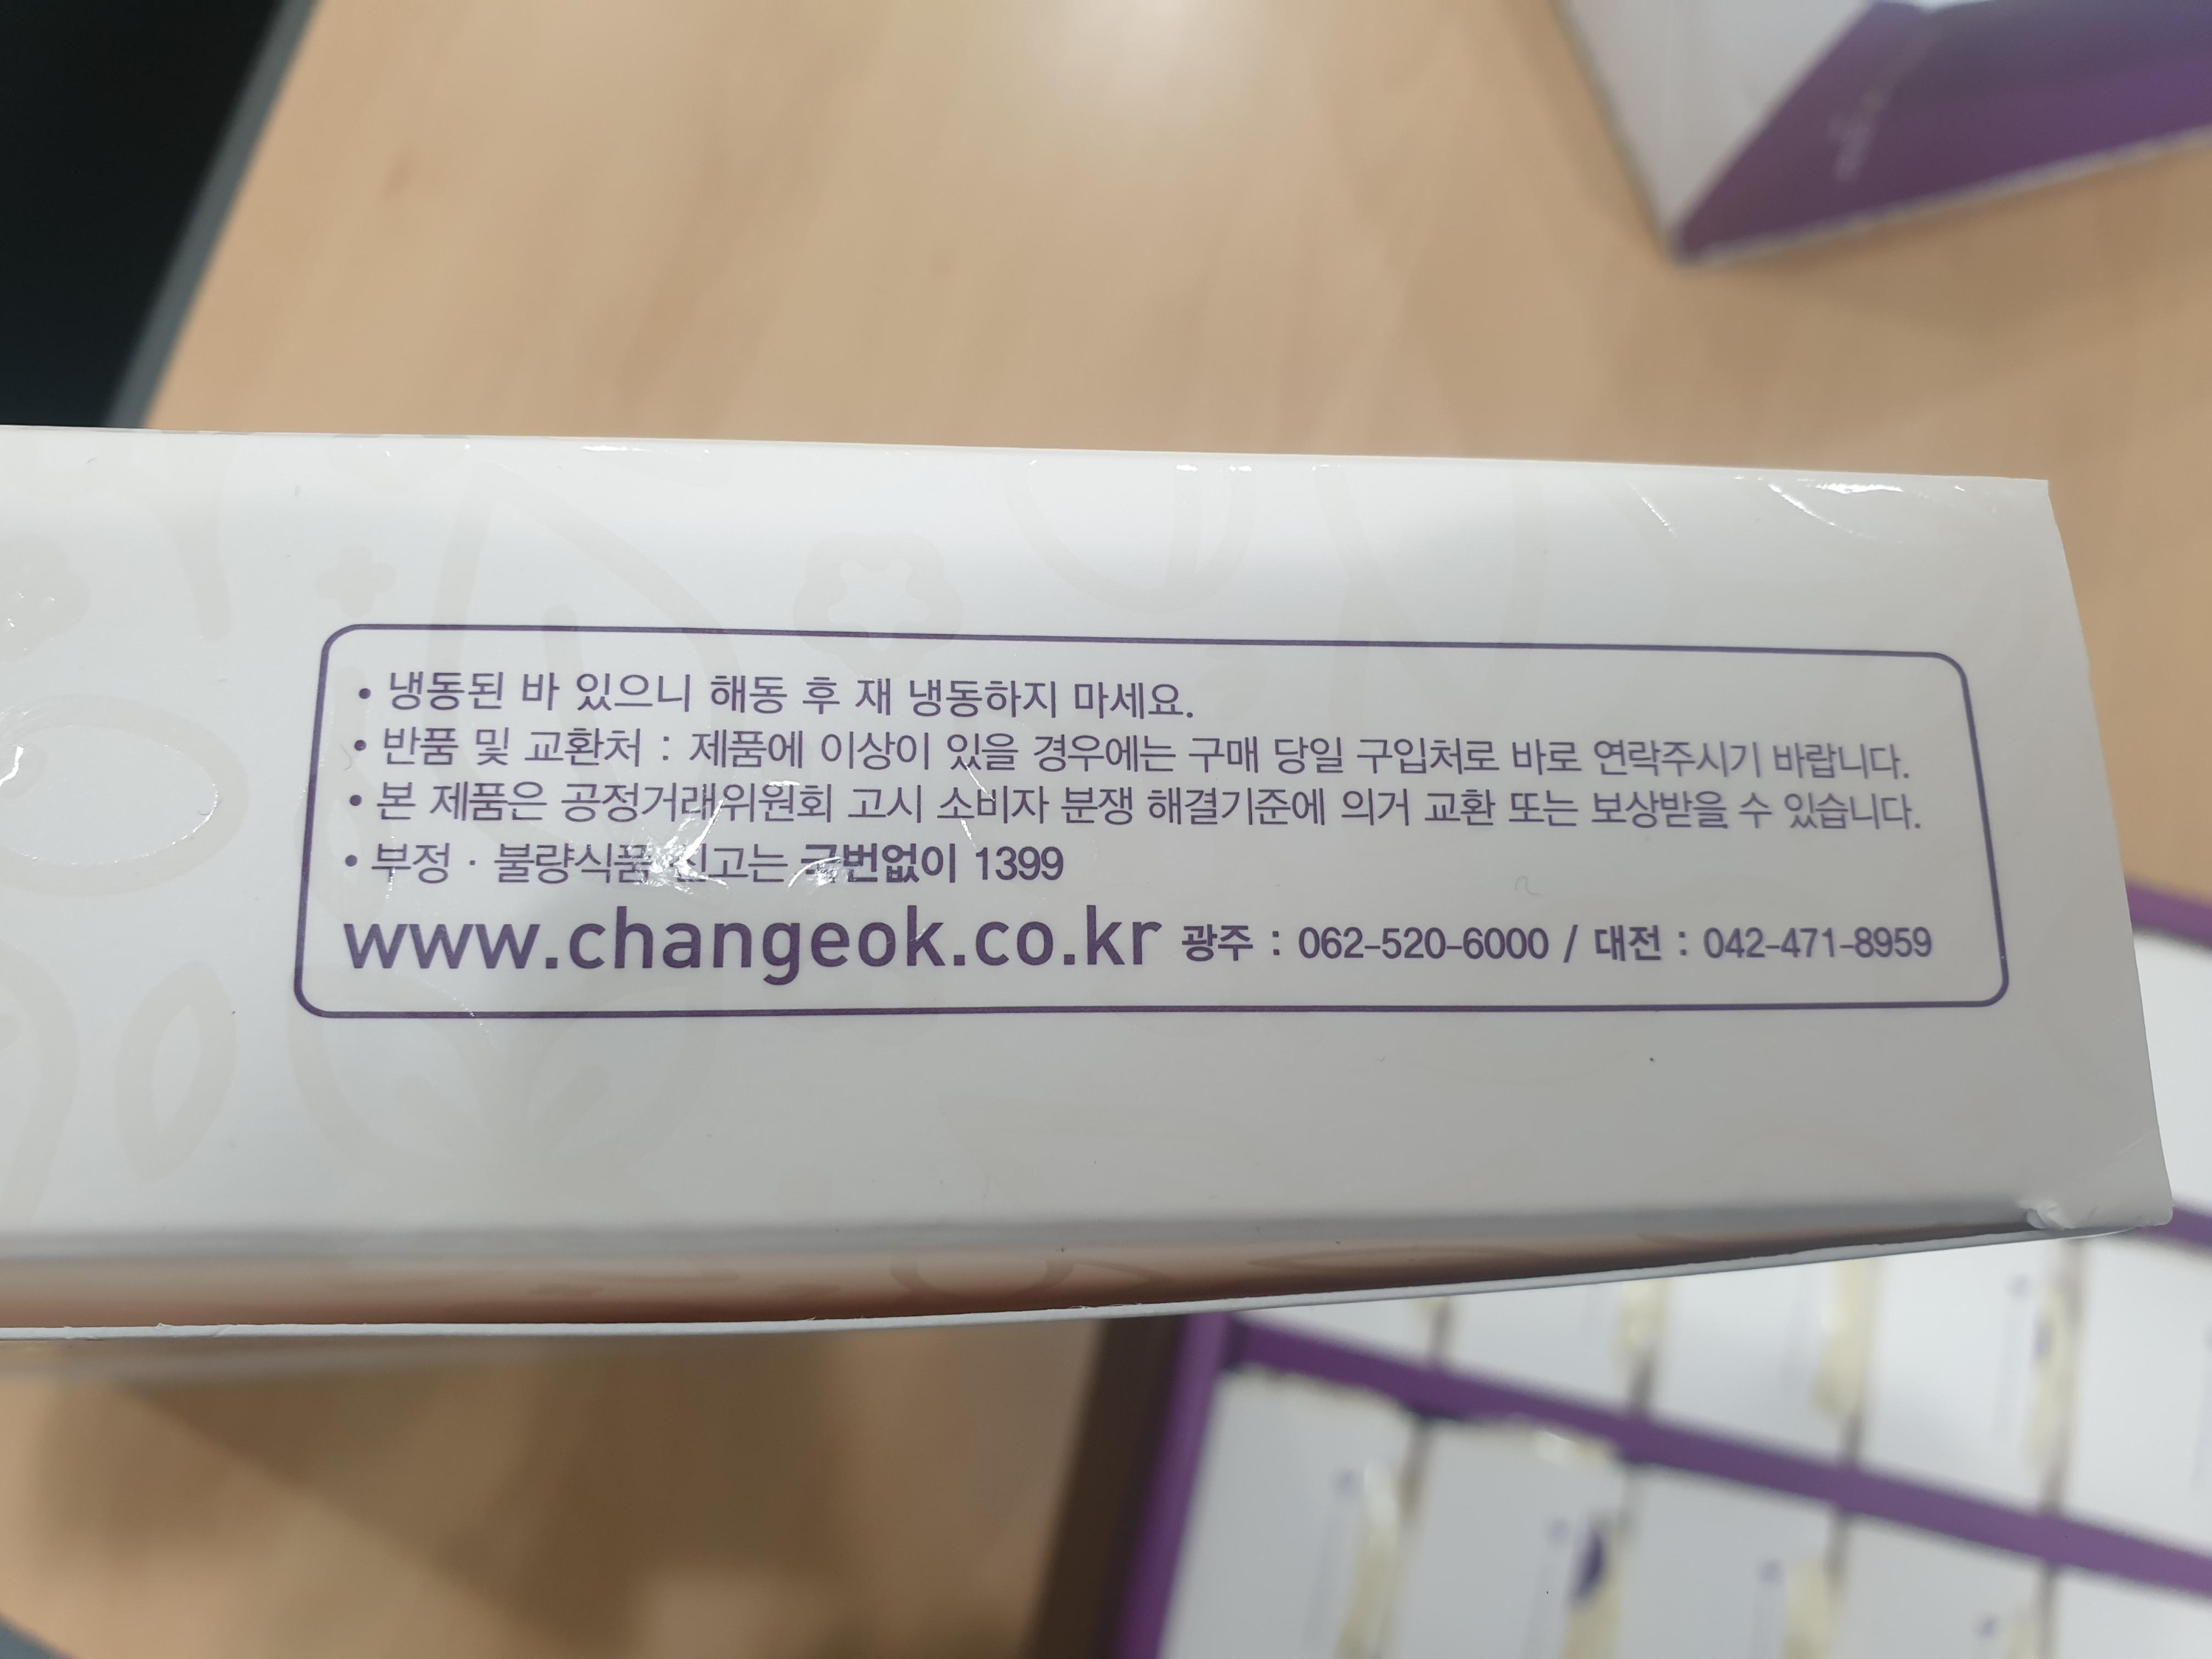 • 냉동된 바 있으니 해동 후 재 냉동하지 마세요.
• 반품 및 교환처 : 제품에 이상이 있을 경우에는 구매 당일 구입처로 바로 연락주시기 바랍니다.
• 본 제품은 공정거래위원회 고시 소비자 분쟁 해결기준에 의거 교환 또는 보상받을 수 있습니다.
• 부정 · 불량식품 신고는 국번없이 1399
www.changeok.co.kr 광주 : 062-520-6000 / 대전 : 042-471-8959